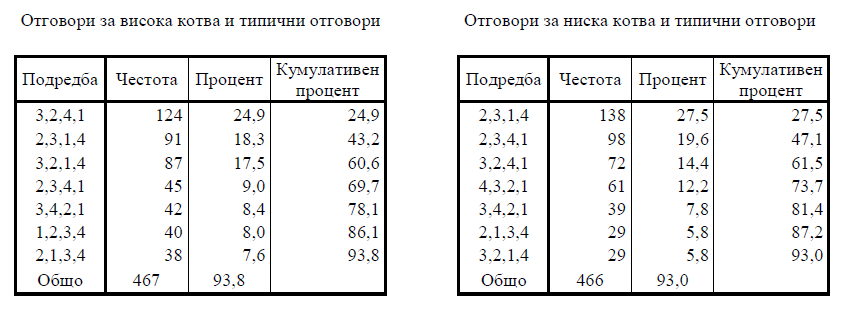 Отговори за висока котва и типични отговори
Подредба Честота Процент Кумулативен процент
3,2,4,1 124 24,9 24,9
2,3,1,4 91 18,3 43,2
3,2,1,4 87 17,5 60,6
2,3,4,1 45 9,0 69,7
3,4,2,1 42 8,4 78,1
1,2,3,4 40 8,0 86,1
2,1,3,4 38 7,6 93,8
Общо 467 93,8
Отговори за ниска котва и типични отговори
Подредба Честота Процент Кумулативен процент
2,3,1,4 138 27,5 27,5
2,3,4,1 98 19,6 47,1
3,2,4,1 72 14,4 61,5
4,3,2,1 61 12,2 73,7
3,4,2,1 39 7,8 81,4
2,1,3,4 29 5,8 87,2
3,2,1,4 29 5,8 93,0
Общо 466 93,0